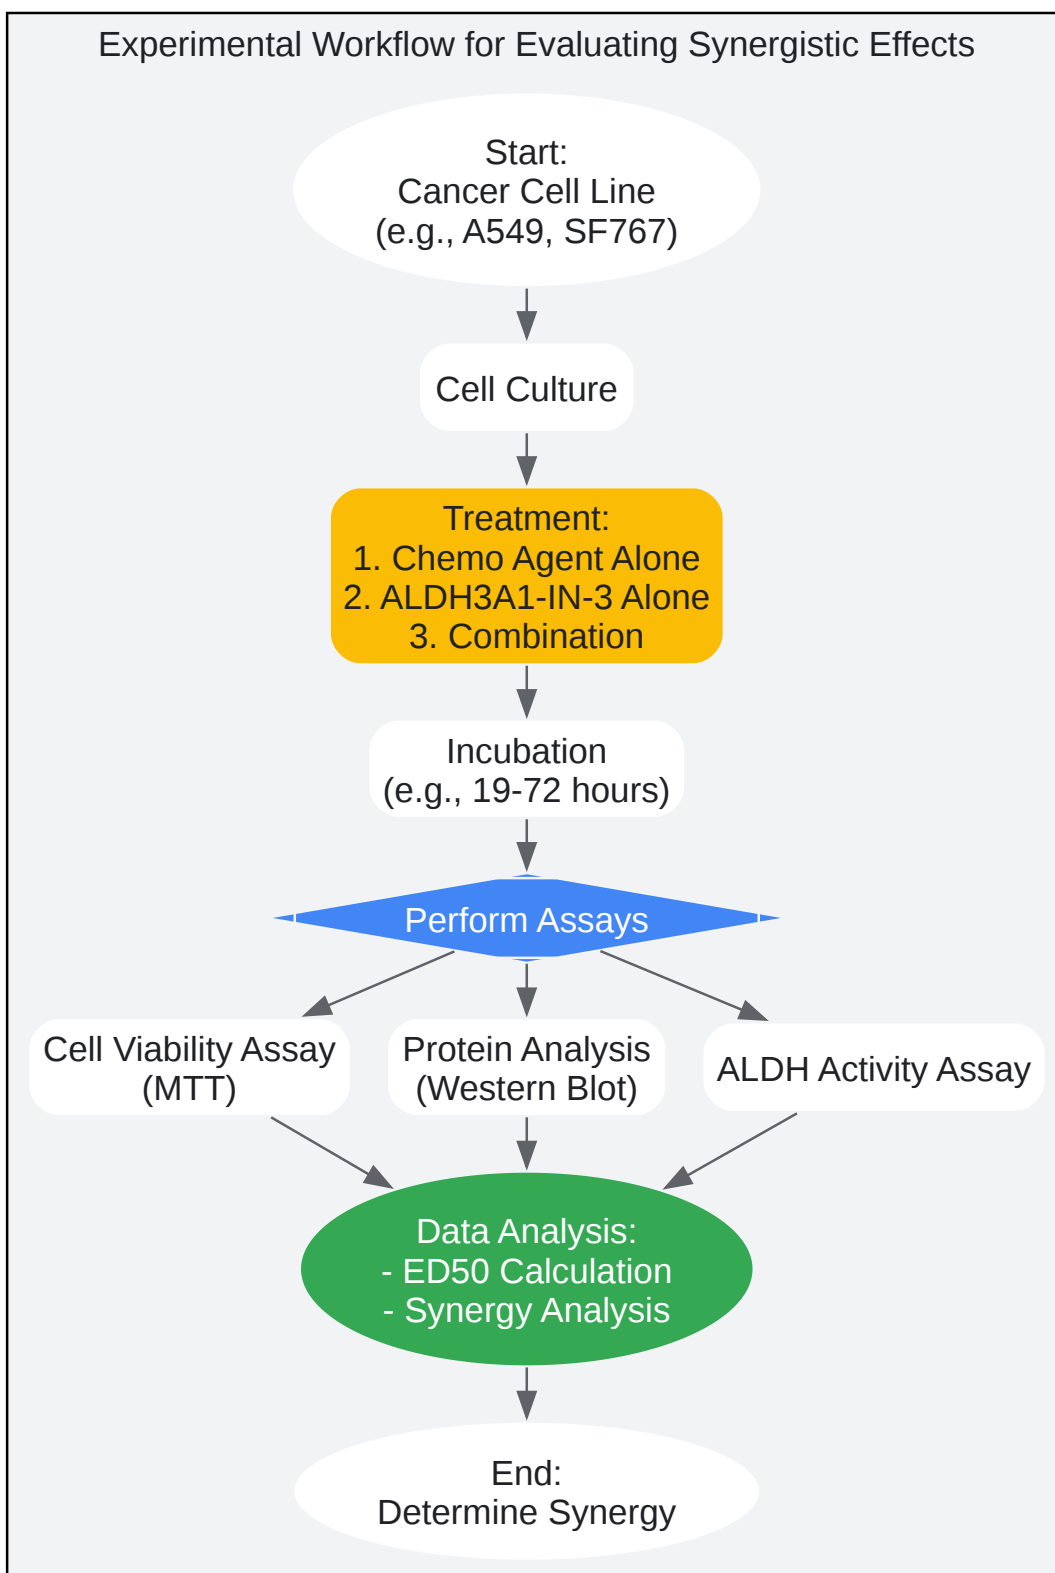 Experimental Workflow for Evaluating Synergistic Effects
Start:
Cancer Cell Line
(e.g., A549, SF767)
Cell Culture
Treatment:
1. Chemo Agent Alone
2. ALDH3A1-IN-3 Alone
3. Combination
Incubation
(e.g., 19-72 hours)
Perform Assays
Cell Viability Assay
(MTT)
Protein Analysis
(Western Blot)
ALDH Activity Assay
Data Analysis:
- ED50 Calculation
- Synergy Analysis
End:
Determine Synergy